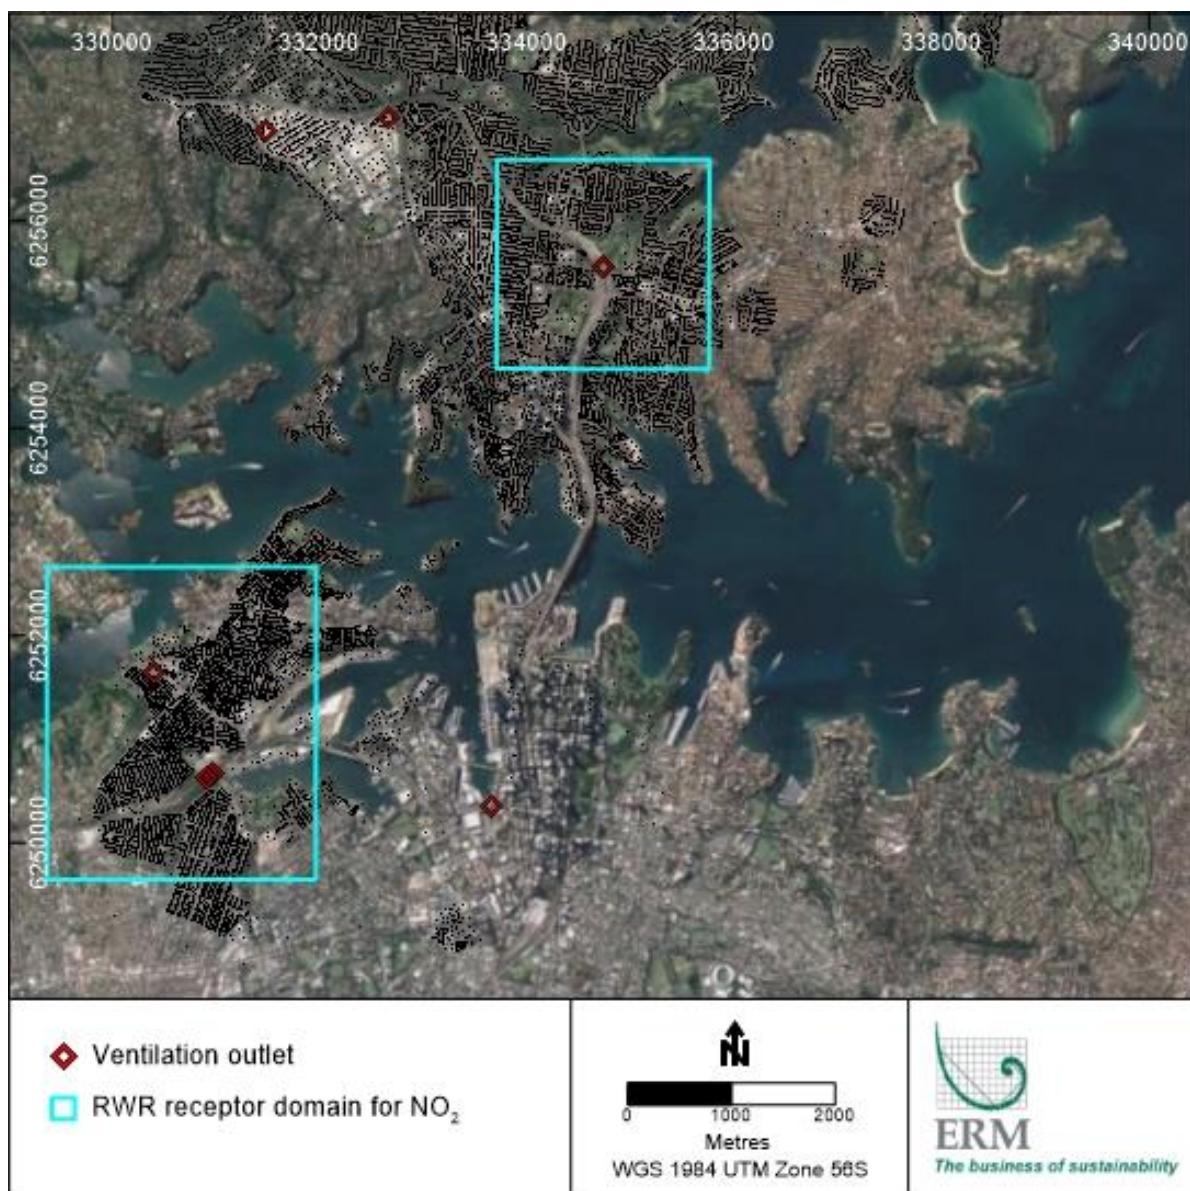 330000 332000 334000 336000 338000 340000
6256000
6254000
6252000
6250000
Ventilation outlet
RWR receptor domain for NO₂
N
0 1000 2000
Metres
WGS 1984 UTM Zone 56S
ERM
The business of sustainability